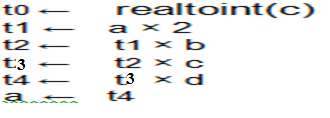 t0 ← realtoint(c)
t1 ← a × 2
t2 ← t1 × b
t3 ← t2 × c
t4 ← t3 × d
a ← t4